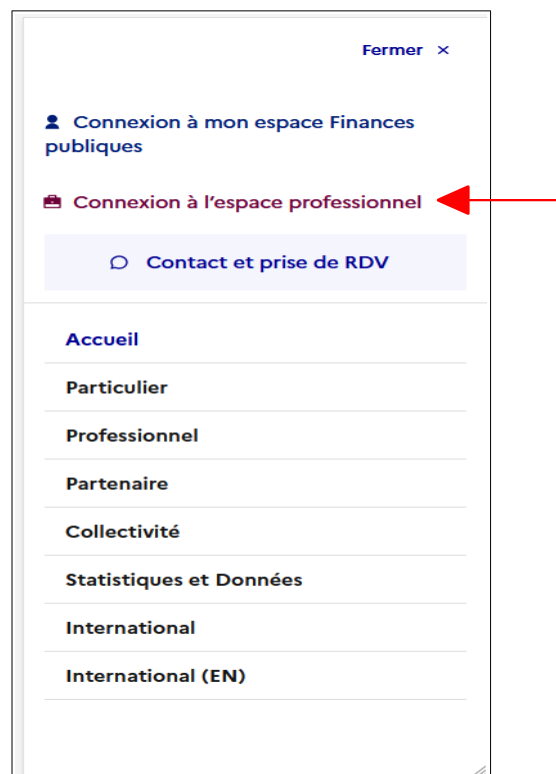 Fermer ×
Connexion à mon espace Finances
publiques
Connexion à l'espace professionnel
Contact et prise de RDV
Accueil
Particulier
Professionnel
Partenaire
Collectivité
Statistiques et Données
International
International (EN)